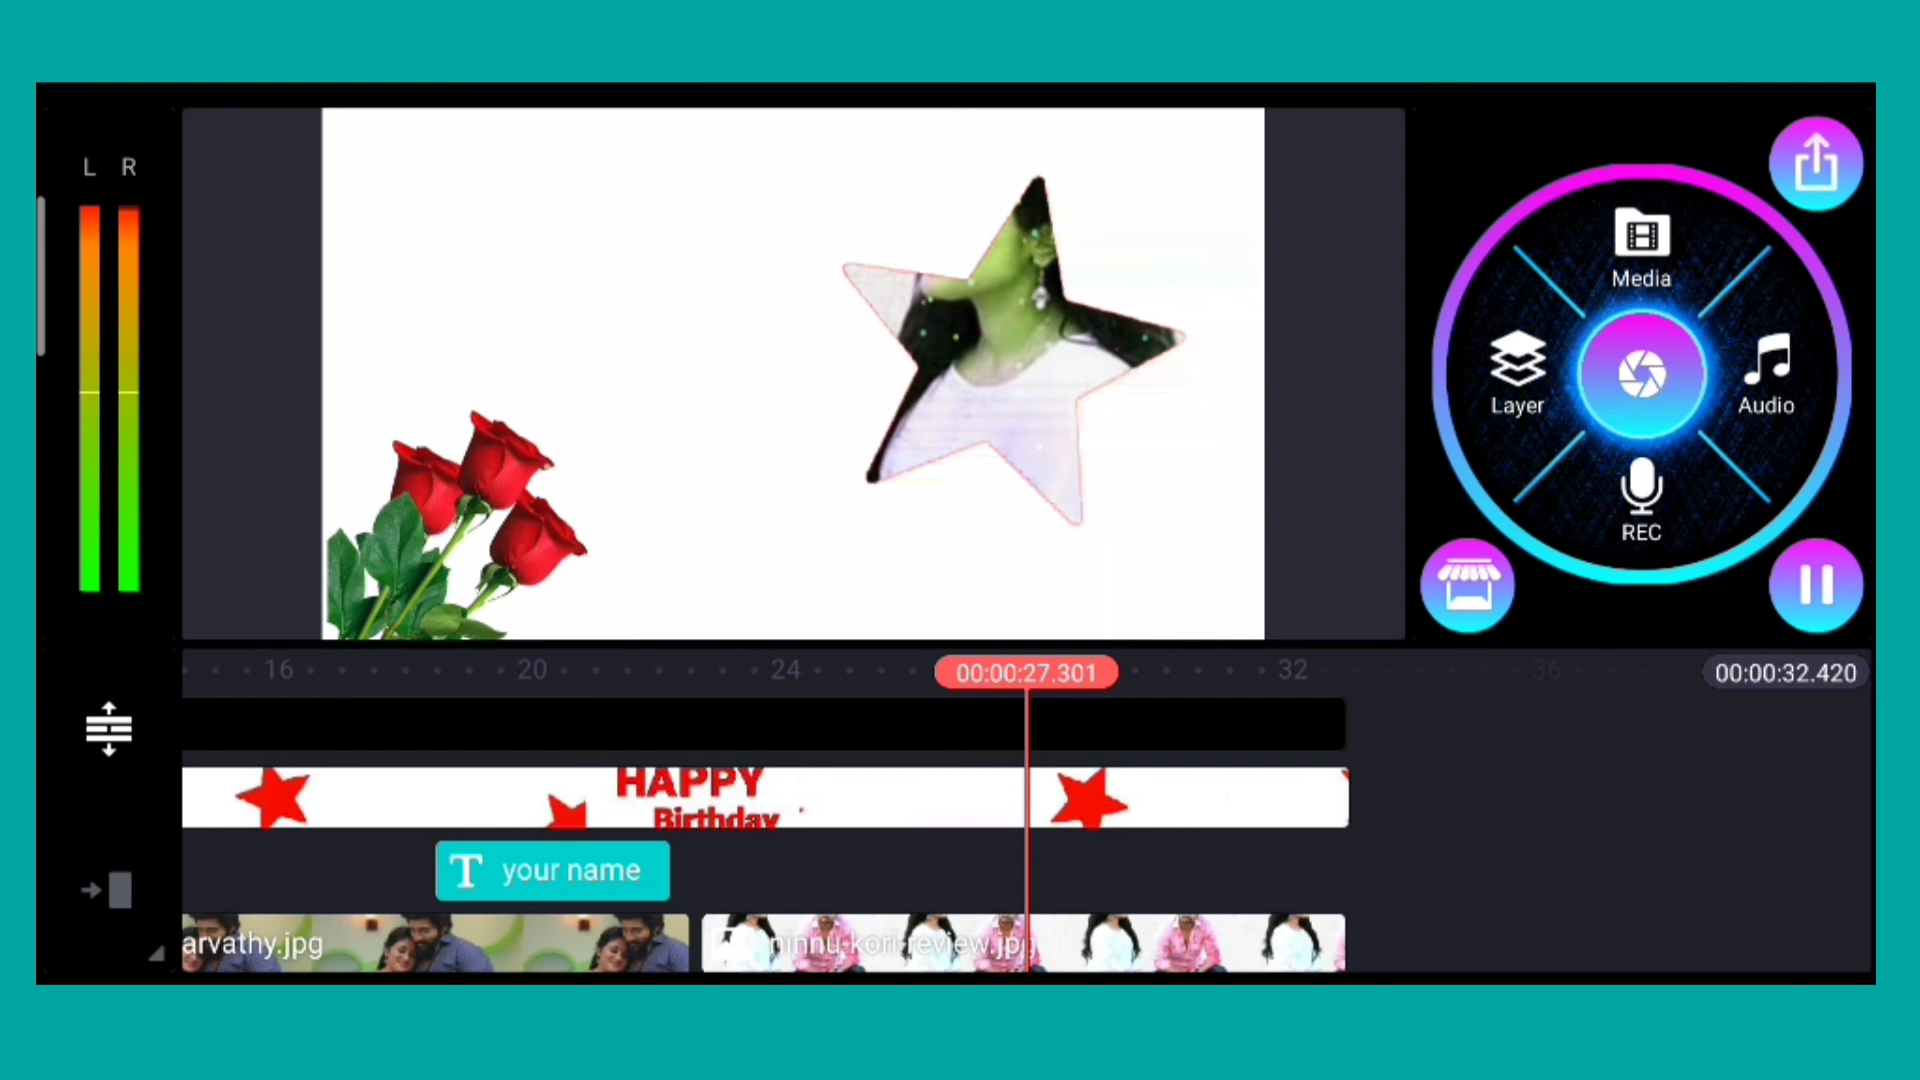 L R
Media
Layer
Audio
REC
16 20 24 00:00:27.301 32 36 00:00:32.420
HAPPY
Birthday
T your name
arvathy.jpg
ninnu-kori-review.jpg